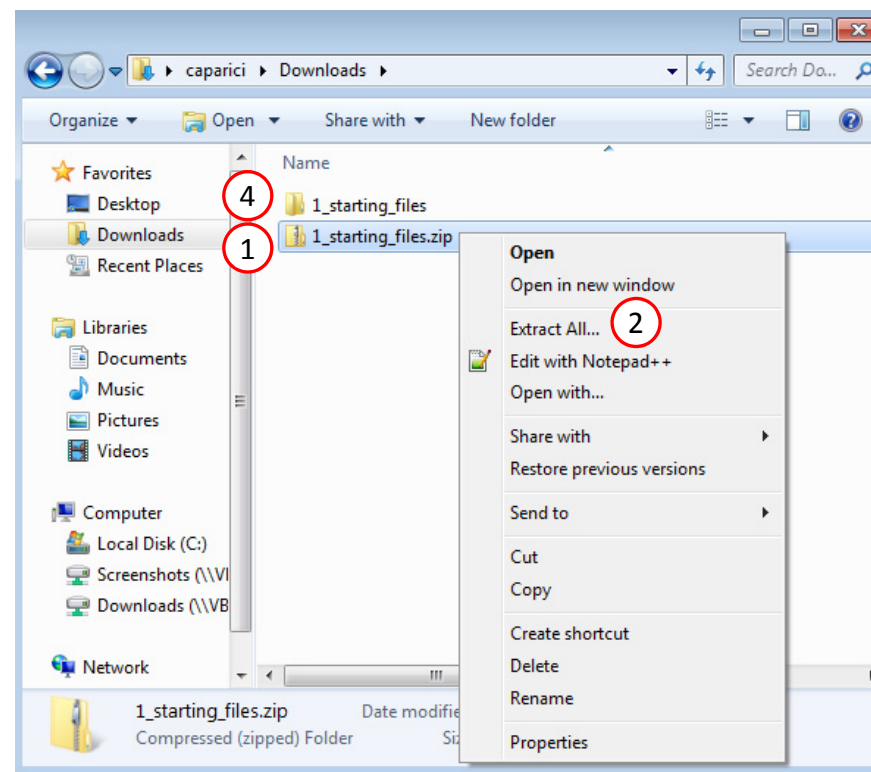 caparici Downloads
Search Do...
Organize Open Share with New folder
Favorites
Desktop
Downloads
Recent Places
Libraries
Documents
Music
Pictures
Videos
Computer
Local Disk (C:)
Screenshots (\\VI
Downloads (\\VB
Network
Name
4 1_starting_files
1 1_starting_files.zip
Open
Open in new window
Extract All... 2
Edit with Notepad++
Open with...
Share with
Restore previous versions
Send to
Cut
Copy
Create shortcut
Delete
Rename
Properties
1_starting_files.zip Date modifie
Compressed (zipped) Folder Siz